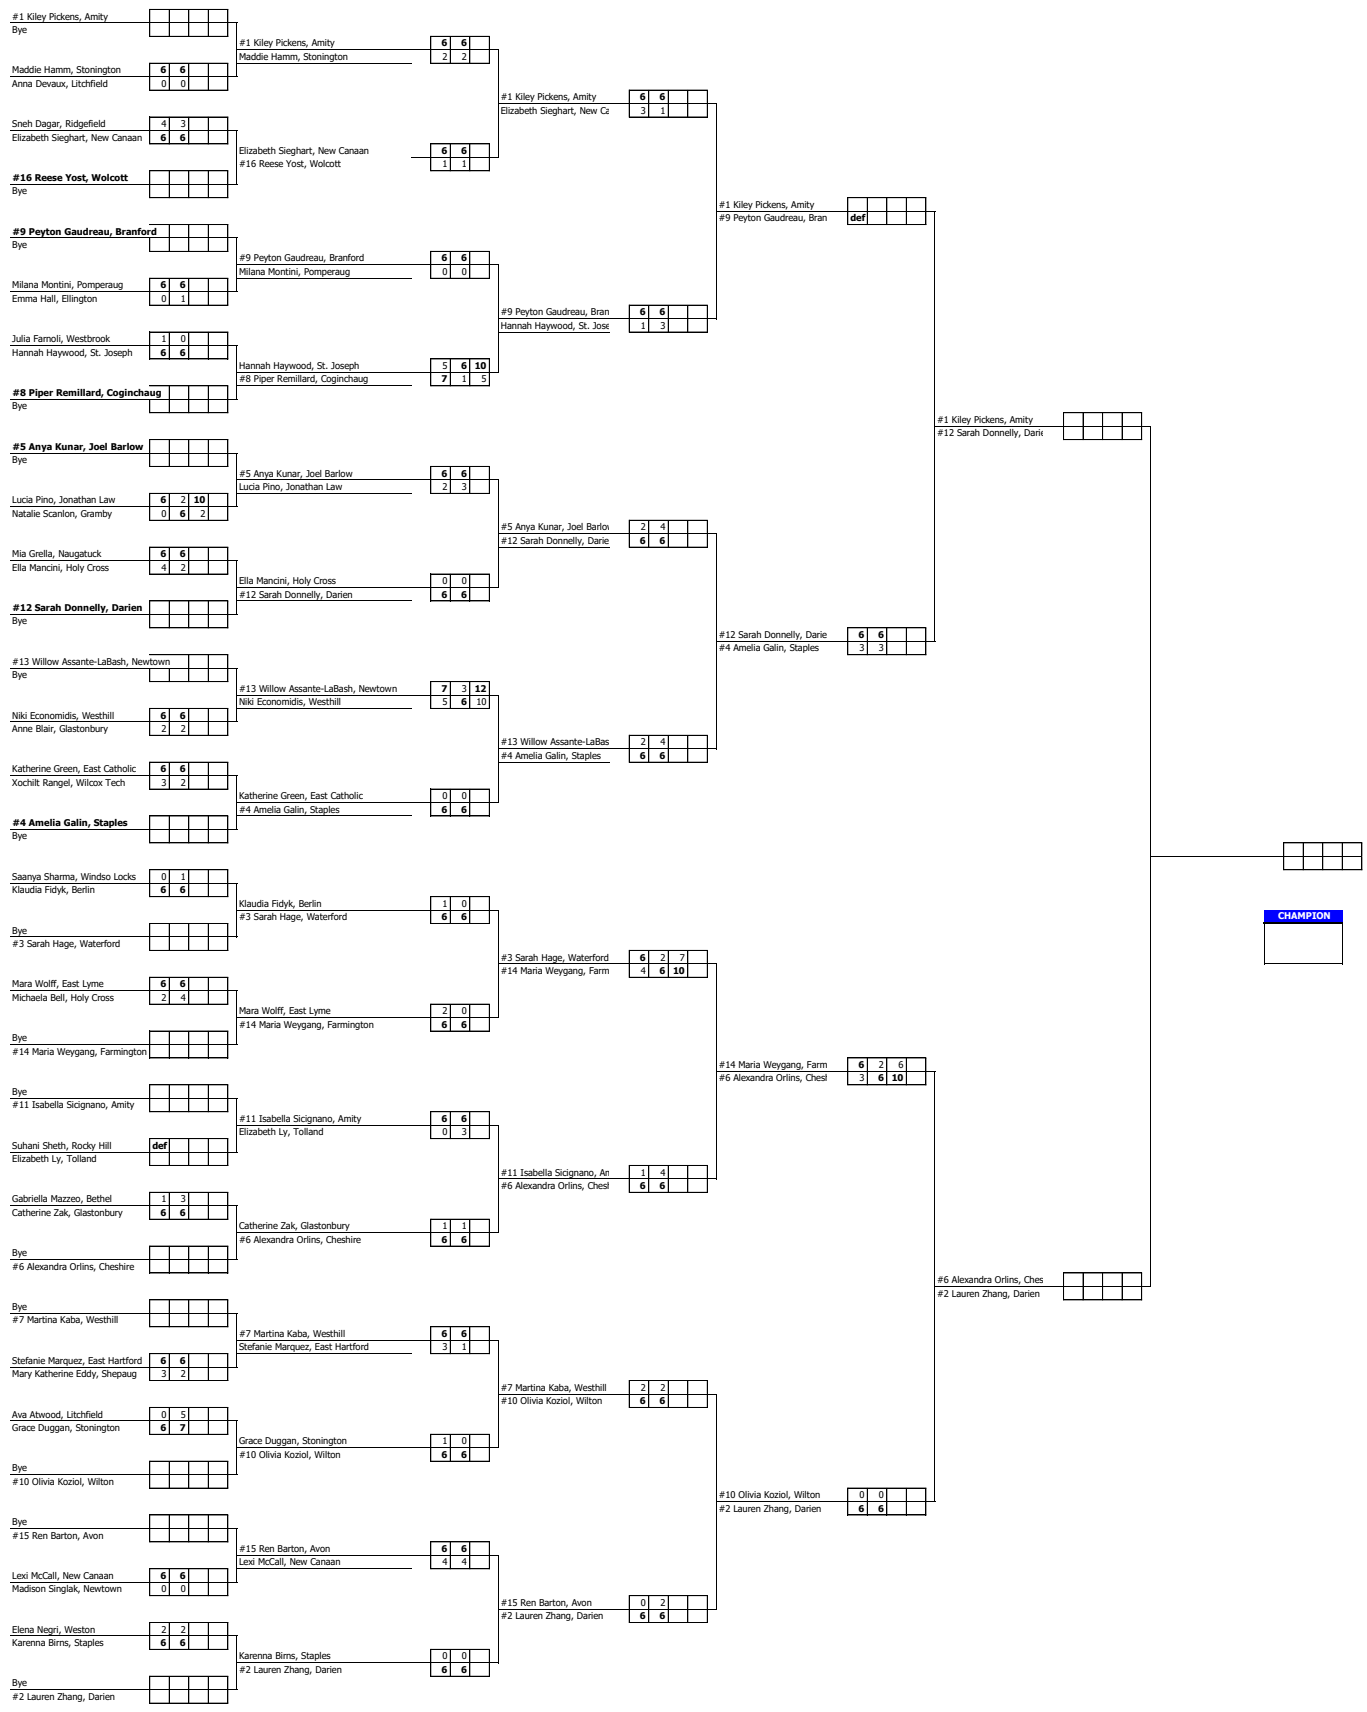 #1 Kiley Pickens, Amity
Bye
#1 Kiley Pickens, Amity 6 6
Maddie Hamm, Stonington 2 2
Maddie Hamm, Stonington 6 6
Anna Devaux, Litchfield 0 0
#1 Kiley Pickens, Amity 6 6
Elizabeth Sieghart, New Ca 3 1
Sneh Dagar, Ridgefield 4 3
Elizabeth Sieghart, New Canaan 6 6
Elizabeth Sieghart, New Canaan 6 6
#16 Reese Yost, Wolcott 1 1
#16 Reese Yost, Wolcott
Bye
#1 Kiley Pickens, Amity
#9 Peyton Gaudreau, Bran def
#9 Peyton Gaudreau, Branford
Bye
#9 Peyton Gaudreau, Branford 6 6
Milana Montini, Pomperaug 0 0
Milana Montini, Pomperaug 6 6
Emma Hall, Ellington 0 1
#9 Peyton Gaudreau, Bran 6 6
Hannah Haywood, St. Jose 1 3
Julia Farnoli, Westbrook 1 0
Hannah Haywood, St. Joseph 6 6
Hannah Haywood, St. Joseph 5 6 10
#8 Piper Remillard, Coginchaug 7 1 5
#8 Piper Remillard, Coginchaug
Bye
#1 Kiley Pickens, Amity
#12 Sarah Donnelly, Darie
#5 Anya Kunar, Joel Barlow
Bye
#5 Anya Kunar, Joel Barlow 6 6
Lucia Pino, Jonathan Law 2 3
Lucia Pino, Jonathan Law 6 2 10
Natalie Scanlon, Gramby 0 6 2
#5 Anya Kunar, Joel Barlow 2 4
#12 Sarah Donnelly, Darie 6 6
Mia Grella, Naugatuck 6 6
Ella Mancini, Holy Cross 4 2
Ella Mancini, Holy Cross 0 0
#12 Sarah Donnelly, Darien 6 6
#12 Sarah Donnelly, Darien
Bye
#12 Sarah Donnelly, Darie 6 6
#4 Amelia Galin, Staples 3 3
#13 Willow Assante-LaBash, Newtown
Bye
#13 Willow Assante-LaBash, Newtown 7 3 12
Niki Economidis, Westhill 5 6 10
Niki Economidis, Westhill 6 6
Anne Blair, Glastonbury 2 2
#13 Willow Assante-LaBas 2 4
#4 Amelia Galin, Staples 6 6
Katherine Green, East Catholic 6 6
Xochilt Rangel, Wilcox Tech 3 2
Katherine Green, East Catholic 0 0
#4 Amelia Galin, Staples 6 6
#4 Amelia Galin, Staples
Bye
Saanya Sharma, Windso Locks 0 1
Klaudia Fidyk, Berlin 6 6
Klaudia Fidyk, Berlin 1 0
#3 Sarah Hage, Waterford 6 6
CHAMPION
Bye
#3 Sarah Hage, Waterford
#3 Sarah Hage, Waterford 6 2 7
#14 Maria Weygang, Farm 4 6 10
Mara Wolff, East Lyme 6 6
Michaela Bell, Holy Cross 2 4
Mara Wolff, East Lyme 2 0
#14 Maria Weygang, Farmington 6 6
Bye
#14 Maria Weygang, Farmington
#14 Maria Weygang, Farm 6 2 6
#6 Alexandra Orlins, Chesh 3 6 10
Bye
#11 Isabella Sicignano, Amity
#11 Isabella Sicignano, Amity 6 6
Elizabeth Ly, Tolland 0 3
Suhani Sheth, Rocky Hill def
Elizabeth Ly, Tolland
#11 Isabella Sicignano, Am 1 4
#6 Alexandra Orlins, Chesh 6 6
Gabriella Mazzeo, Bethel 1 3
Catherine Zak, Glastonbury 6 6
Catherine Zak, Glastonbury 1 1
#6 Alexandra Orlins, Cheshire 6 6
Bye
#6 Alexandra Orlins, Cheshire
#6 Alexandra Orlins, Ches
#2 Lauren Zhang, Darien
Bye
#7 Martina Kaba, Westhill
#7 Martina Kaba, Westhill 6 6
Stefanie Marquez, East Hartford 3 1
Stefanie Marquez, East Hartford 6 6
Mary Katherine Eddy, Shepaug 3 2
#7 Martina Kaba, Westhill 2 2
#10 Olivia Koziol, Wilton 6 6
Ava Atwood, Litchfield 0 5
Grace Duggan, Stonington 6 7
Grace Duggan, Stonington 1 0
#10 Olivia Koziol, Wilton 6 6
Bye
#10 Olivia Koziol, Wilton
#10 Olivia Koziol, Wilton 0 0
#2 Lauren Zhang, Darien 6 6
Bye
#15 Ren Barton, Avon
#15 Ren Barton, Avon 6 6
Lexi McCall, New Canaan 4 4
Lexi McCall, New Canaan 6 6
Madison Singlak, Newtown 0 0
#15 Ren Barton, Avon 0 2
#2 Lauren Zhang, Darien 6 6
Elena Negri, Weston 2 2
Karenna Birns, Staples 6 6
Karenna Birns, Staples 0 0
#2 Lauren Zhang, Darien 6 6
Bye
#2 Lauren Zhang, Darien